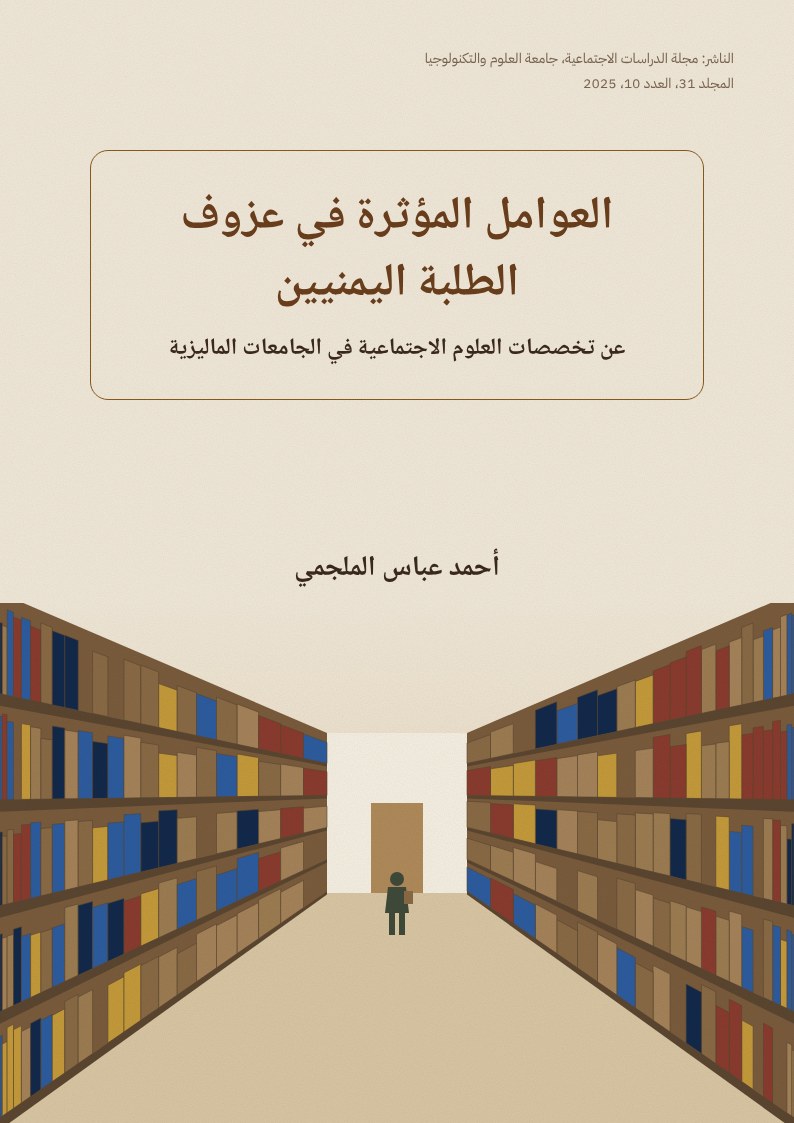 الناشر: مجلة الدراسات الاجتماعية، جامعة العلوم والتكنولوجيا
المجلد 31، العدد 10، 2025
العوامل المؤثرة في عزوف
الطلبة اليمنيين
عن تخصصات العلوم الاجتماعية في الجامعات الماليزية
أحمد عباس الملجمي